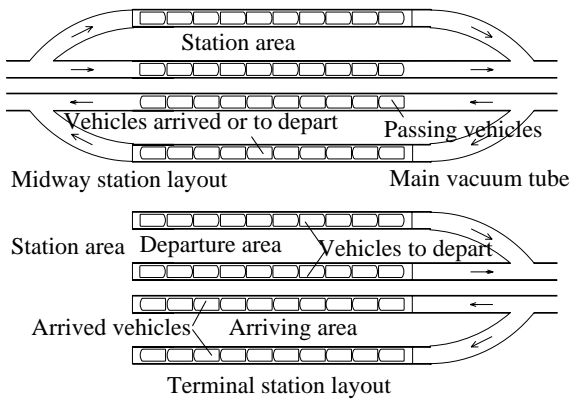 Station area
Vehicles arrived or to depart
Passing vehicles
Midway station layout
Main vacuum tube
Station area
Departure area
Vehicles to depart
Arrived vehicles
Arriving area
Terminal station layout